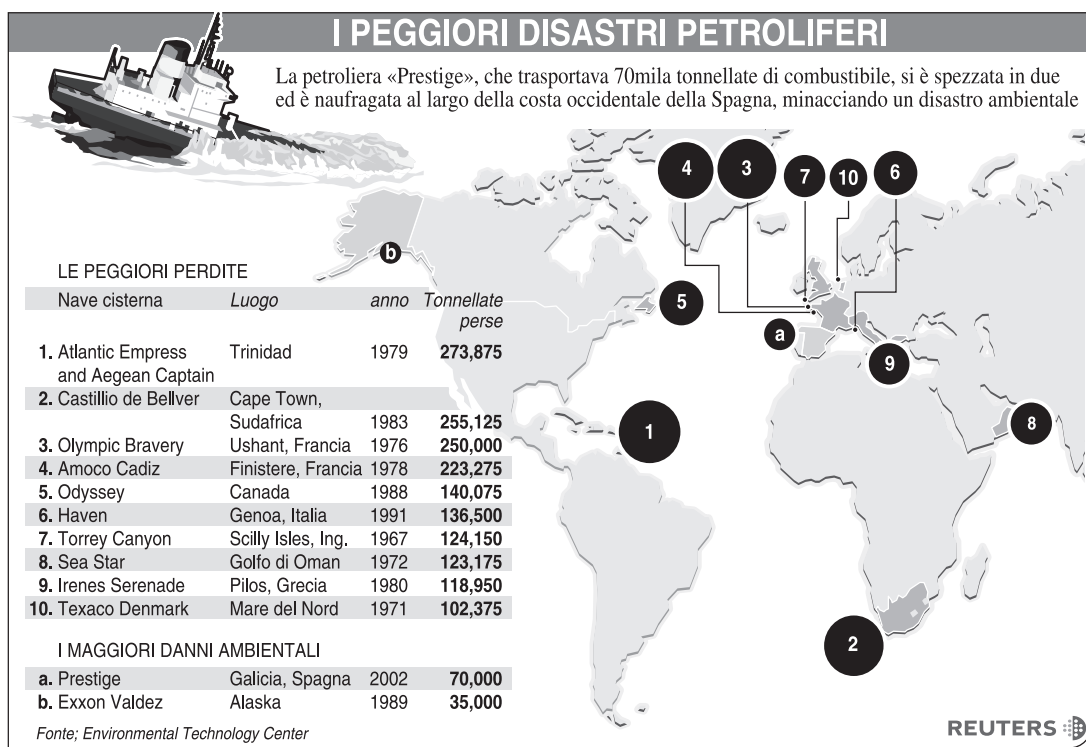 I PEGGIORI DISASTRI PETROLIFERI
La petroliera «Prestige», che trasportava 70mila tonnellate di combustibile, si è spezzata in due
ed è naufragata al largo della costa occidentale della Spagna, minacciando un disastro ambientale
4 3 7 10 6
b
5
a
9
8
1
2
LE PEGGIORI PERDITE
Nave cisterna Luogo anno Tonnellate
perse
1. Atlantic Empress Trinidad 1979 273,875
and Aegean Captain
2. Castillio de Bellver Cape Town,
Sudafrica 1983 255,125
3. Olympic Bravery Ushant, Francia 1976 250,000
4. Amoco Cadiz Finistere, Francia 1978 223,275
5. Odyssey Canada 1988 140,075
6. Haven Genoa, Italia 1991 136,500
7. Torrey Canyon Scilly Isles, Ing. 1967 124,150
8. Sea Star Golfo di Oman 1972 123,175
9. Irenes Serenade Pilos, Grecia 1980 118,950
10. Texaco Denmark Mare del Nord 1971 102,375
I MAGGIORI DANNI AMBIENTALI
a. Prestige Galicia, Spagna 2002 70,000
b. Exxon Valdez Alaska 1989 35,000
Fonte; Environmental Technology Center
REUTERS